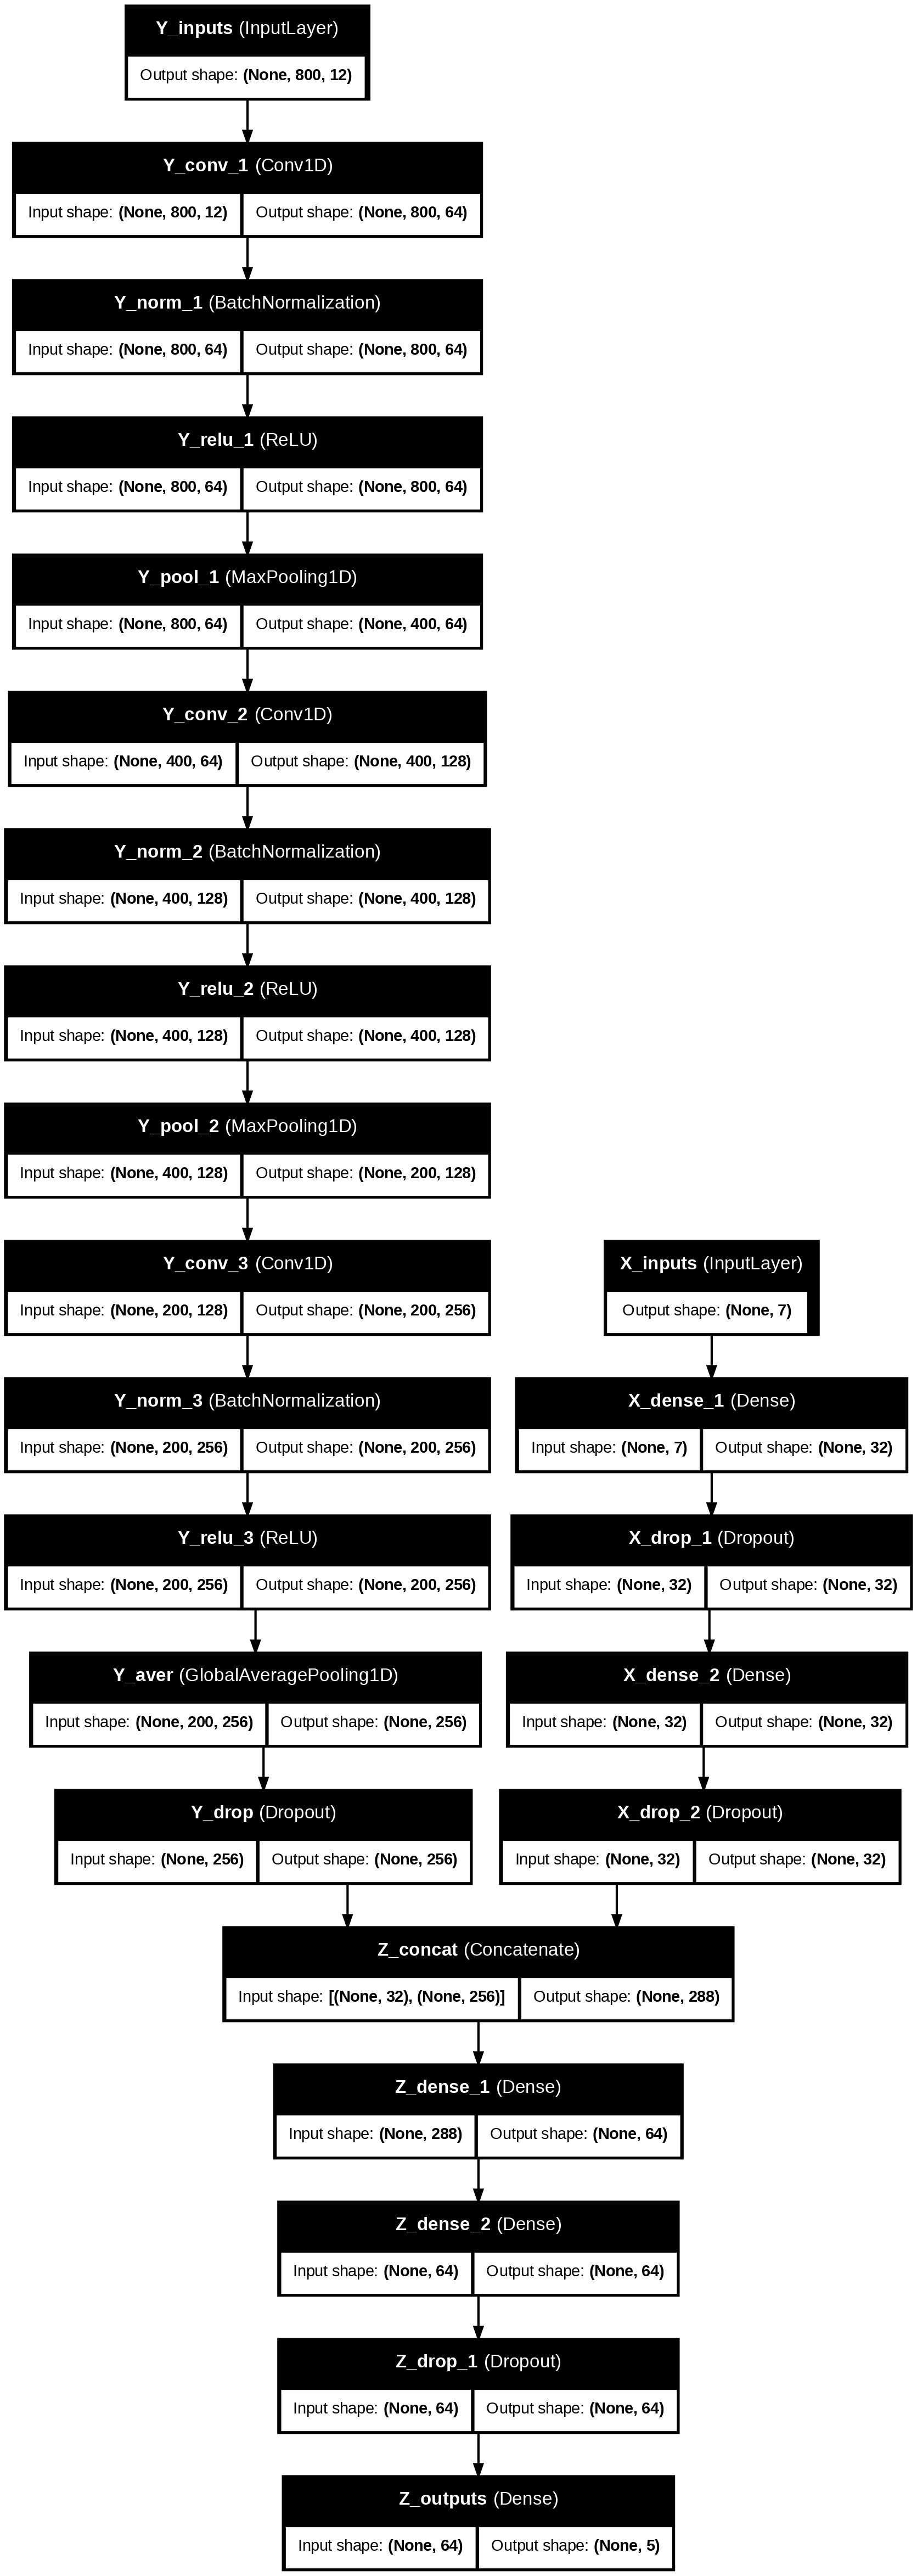 Y_inputs (InputLayer)
Output shape: (None, 800, 12)
Y_conv_1 (Conv1D)
Input shape: (None, 800, 12) Output shape: (None, 800, 64)
Y_norm_1 (BatchNormalization)
Input shape: (None, 800, 64) Output shape: (None, 800, 64)
Y_relu_1 (ReLU)
Input shape: (None, 800, 64) Output shape: (None, 800, 64)
Y_pool_1 (MaxPooling1D)
Input shape: (None, 800, 64) Output shape: (None, 400, 64)
Y_conv_2 (Conv1D)
Input shape: (None, 400, 64) Output shape: (None, 400, 128)
Y_norm_2 (BatchNormalization)
Input shape: (None, 400, 128) Output shape: (None, 400, 128)
Y_relu_2 (ReLU)
Input shape: (None, 400, 128) Output shape: (None, 400, 128)
Y_pool_2 (MaxPooling1D)
Input shape: (None, 400, 128) Output shape: (None, 200, 128)
Y_conv_3 (Conv1D)
Input shape: (None, 200, 128) Output shape: (None, 200, 256)
Y_norm_3 (BatchNormalization)
Input shape: (None, 200, 256) Output shape: (None, 200, 256)
Y_relu_3 (ReLU)
Input shape: (None, 200, 256) Output shape: (None, 200, 256)
Y_aver (GlobalAveragePooling1D)
Input shape: (None, 200, 256) Output shape: (None, 256)
Y_drop (Dropout)
Input shape: (None, 256) Output shape: (None, 256)
X_inputs (InputLayer)
Output shape: (None, 7)
X_dense_1 (Dense)
Input shape: (None, 7) Output shape: (None, 32)
X_drop_1 (Dropout)
Input shape: (None, 32) Output shape: (None, 32)
X_dense_2 (Dense)
Input shape: (None, 32) Output shape: (None, 32)
X_drop_2 (Dropout)
Input shape: (None, 32) Output shape: (None, 32)
Z_concat (Concatenate)
Input shape: [(None, 32), (None, 256)] Output shape: (None, 288)
Z_dense_1 (Dense)
Input shape: (None, 288) Output shape: (None, 64)
Z_dense_2 (Dense)
Input shape: (None, 64) Output shape: (None, 64)
Z_drop_1 (Dropout)
Input shape: (None, 64) Output shape: (None, 64)
Z_outputs (Dense)
Input shape: (None, 64) Output shape: (None, 5)